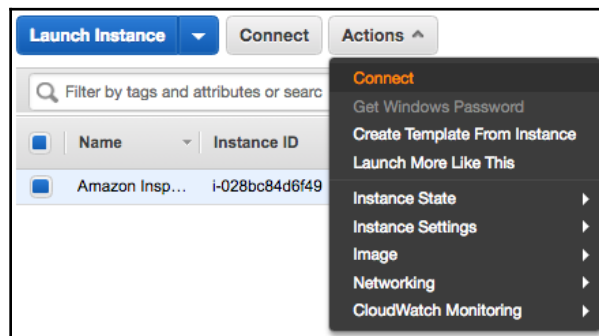 Launch Instance Connect Actions
Filter by tags and attributes or searc
Name Instance ID
Amazon Insp... i-028bc84d6f49
Connect
Get Windows Password
Create Template From Instance
Launch More Like This
Instance State
Instance Settings
Image
Networking
CloudWatch Monitoring